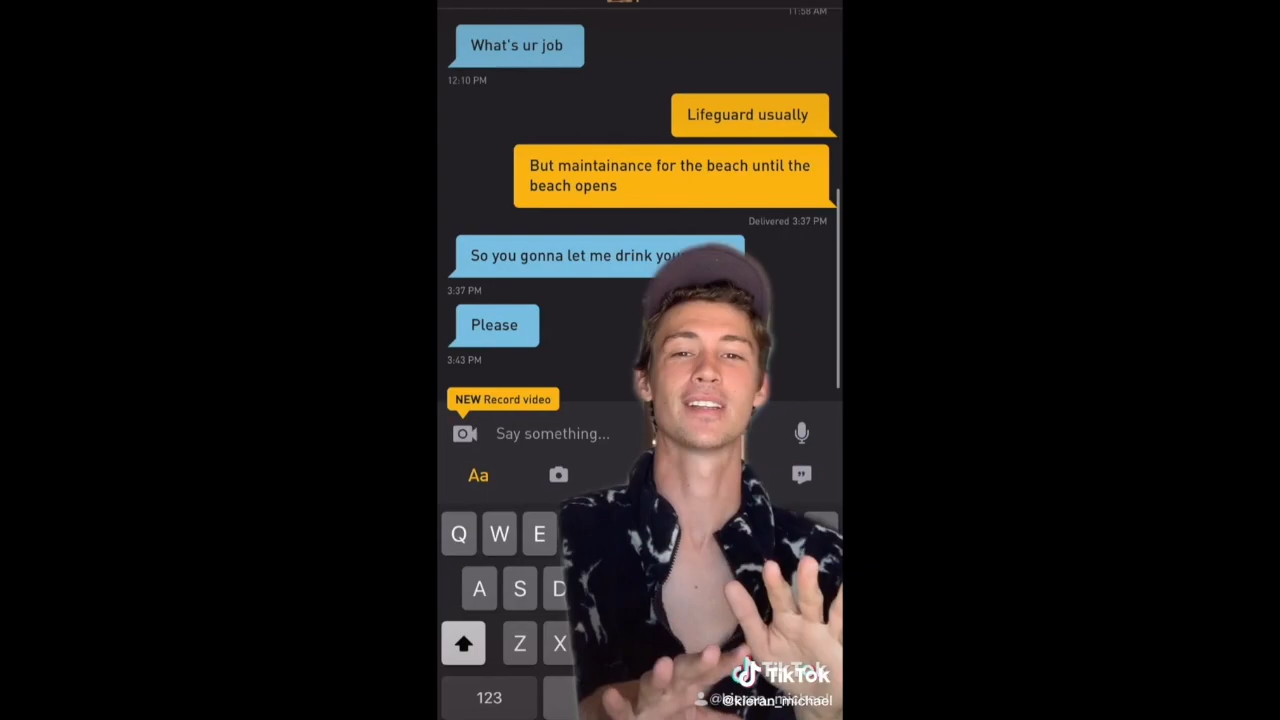 11:58 AM
What's ur job
12:10 PM
Lifeguard usually
But maintainance for the beach until the
beach opens
Delivered 3:37 PM
So you gonna let me drink
3:37 PM
Please
3:43 PM
NEW Record video
Say something...
Aa
Q W E
A S D
Z X
123
TikTok
@kieran_michael